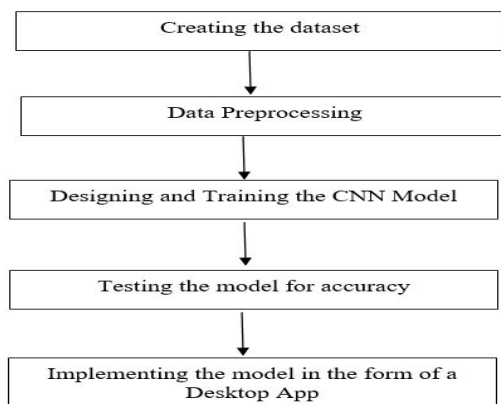 Creating the dataset
Data Preprocessing
Designing and Training the CNN Model
Testing the model for accuracy
Implementing the model in the form of a
Desktop App